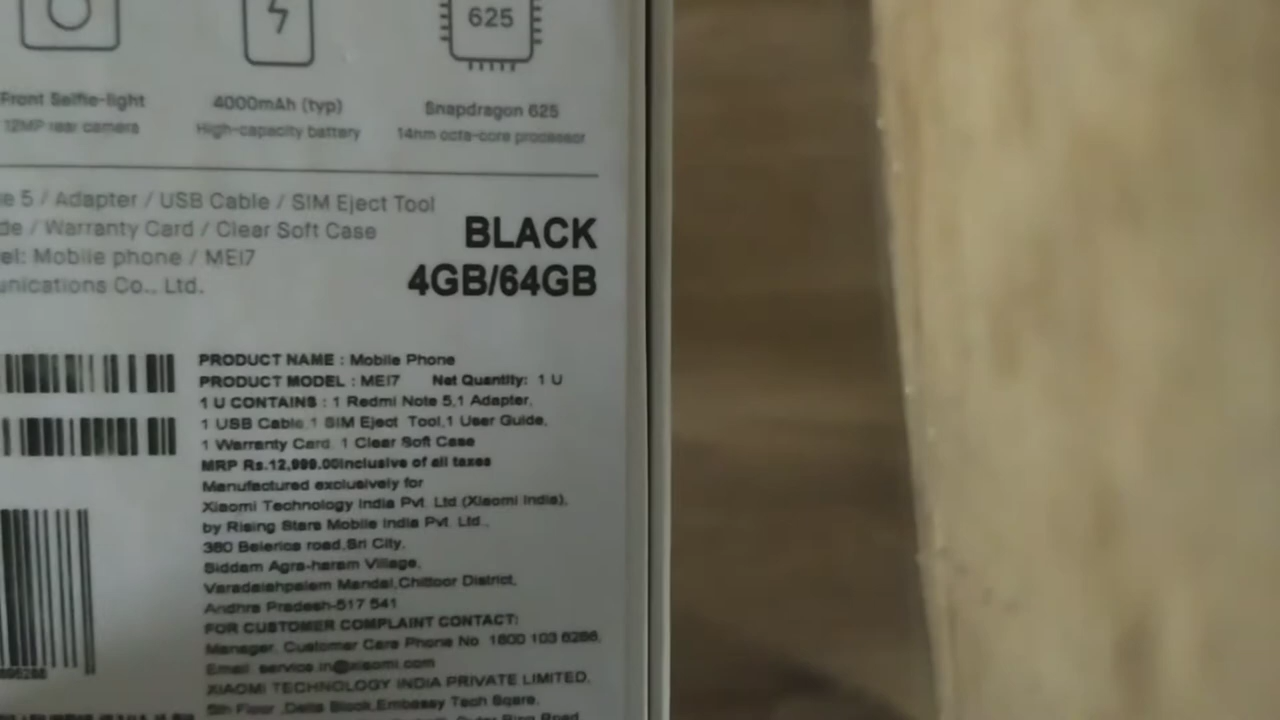 625
Front Selfie-light
4000mAh (typ)
Snapdragon 625
12MP rear camera
High-capacity battery
14nm octa-core processor
e 5 / Adapter / USB Cable / SIM Eject Tool
de / Warranty Card / Clear Soft Case
el: Mobile phone / MEI7
unications Co., Ltd.
BLACK
4GB/64GB
PRODUCT NAME : Mobile Phone
PRODUCT MODEL : MEI7 Net Quantity: 1 U
1 U CONTAINS : 1 Redmi Note 5,1 Adapter,
1 USB Cable,1 SIM Eject Tool,1 User Guide,
1 Warranty Card, 1 Clear Soft Case
MRP Rs.12,999.00inclusive of all taxes
Manufactured exclusively for
Xiaomi Technology India Pvt. Ltd (Xiaomi India),
by Rising Stars Mobile India Pvt. Ltd.,
380 Belerica road,Sri City,
Siddam Agra-haram Village,
Varadaiahpalem Mandal,Chittoor District,
Andhra Pradesh-517 541
FOR CUSTOMER COMPLAINT CONTACT:
Manager, Customer Care Phone No 1800 103 6286,
Email service.in@xiaomi.com
XIAOMI TECHNOLOGY INDIA PRIVATE LIMITED,
8th Floor ,Delta Block,Embassy Tech Sqare,
Outer Ring Road